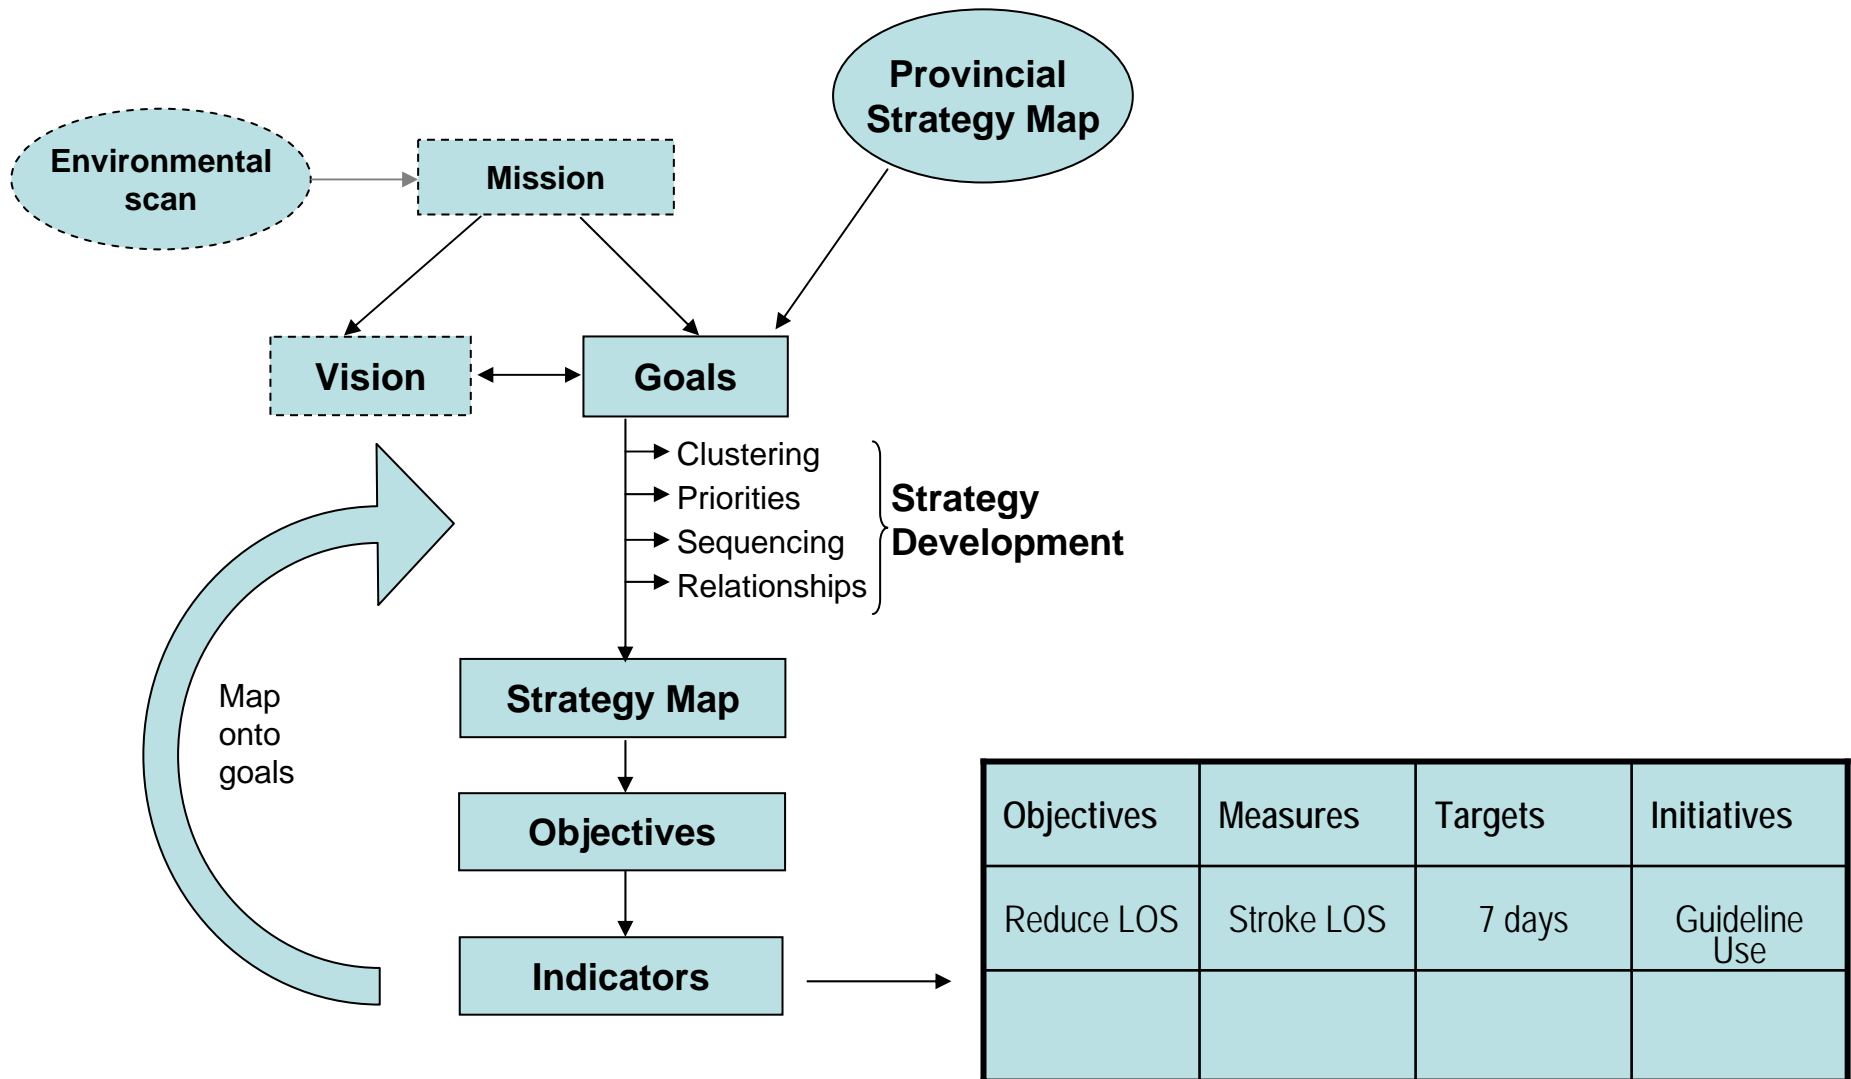 Provincial
Strategy Map
Environmental
scan
Mission
Vision
Goals
Clustering
Priorities
Sequencing
Relationships
Strategy
Development
Strategy Map
Map
onto
goals
Objectives
Indicators
Objectives Measures Targets Initiatives
Reduce LOS Stroke LOS 7 days Guideline
Use